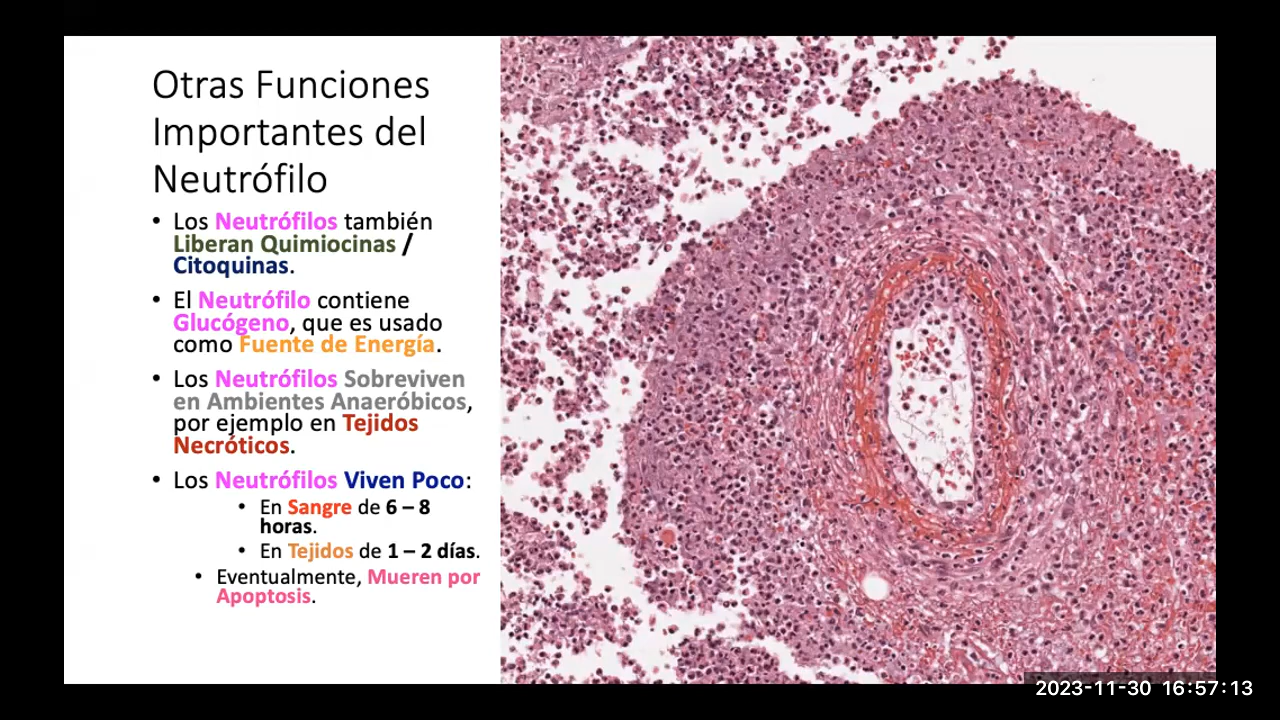 Otras Funciones
Importantes del
Neutrófilo
• Los Neutrófilos también
Liberan Quimiocinas /
Citoquinas.
• El Neutrófilo contiene
Glucógeno, que es usado
como Fuente de Energía.
• Los Neutrófilos Sobreviven
en Ambientes Anaeróbicos,
por ejemplo en Tejidos
Necróticos.
• Los Neutrófilos Viven Poco:
• En Sangre de 6 – 8
horas.
• En Tejidos de 1 – 2 días.
• Eventualmente, Mueren por
Apoptosis.
2023-11-30 16:57:13